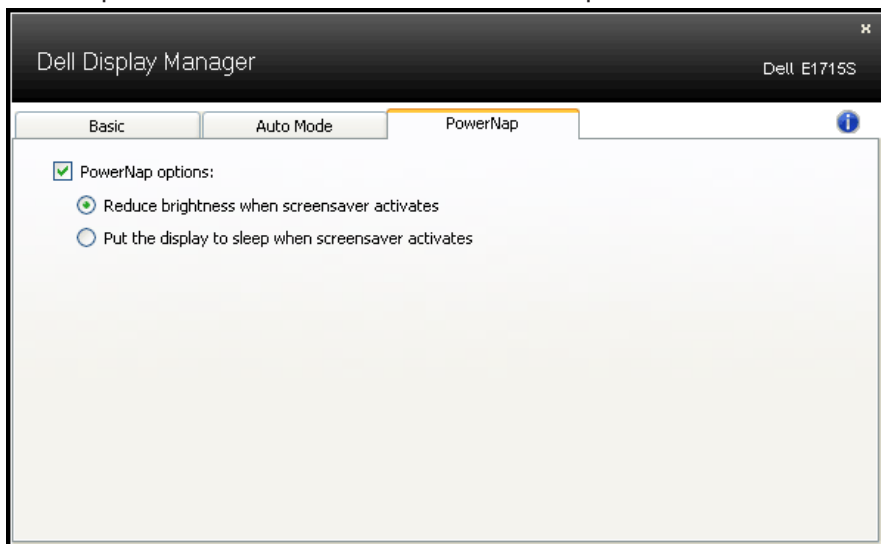 Dell Display Manager
Dell E1715S
Basic
Auto Mode
PowerNap
PowerNap options:
Reduce brightness when screensaver activates
Put the display to sleep when screensaver activates